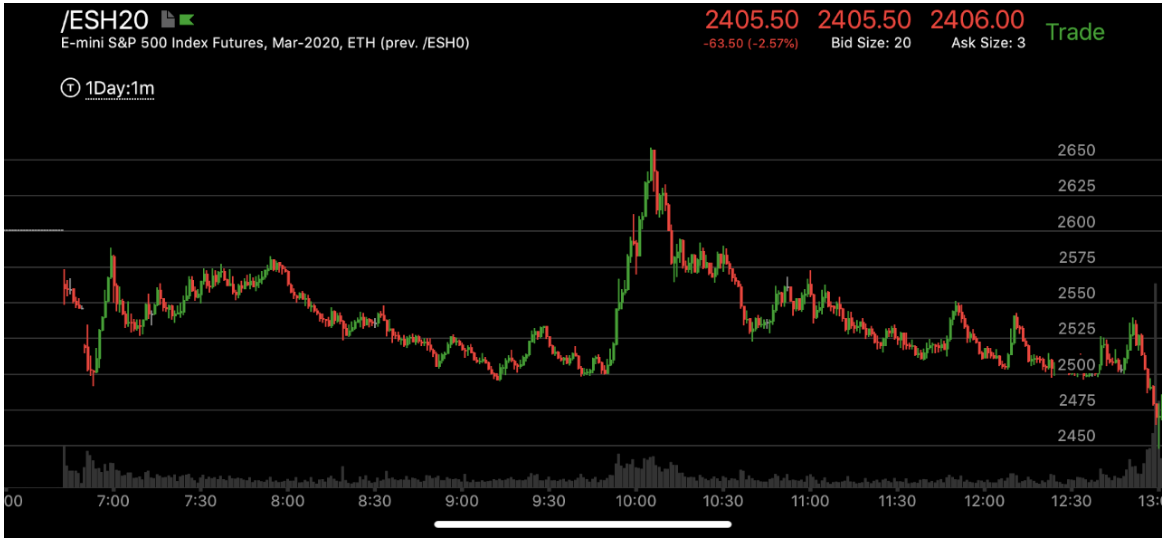 /ESH20
2405.50 2405.50 2406.00 Trade
E-mini S&P 500 Index Futures, Mar-2020, ETH (prev. /ESH0)
-63.50 (-2.57%) Bid Size: 20 Ask Size: 3
T 1Day:1m
2650
2625
2600
2575
2550
2525
2500
2475
2450
:00 7:00 7:30 8:00 8:30 9:00 9:30 10:00 10:30 11:00 11:30 12:00 12:30 13:0